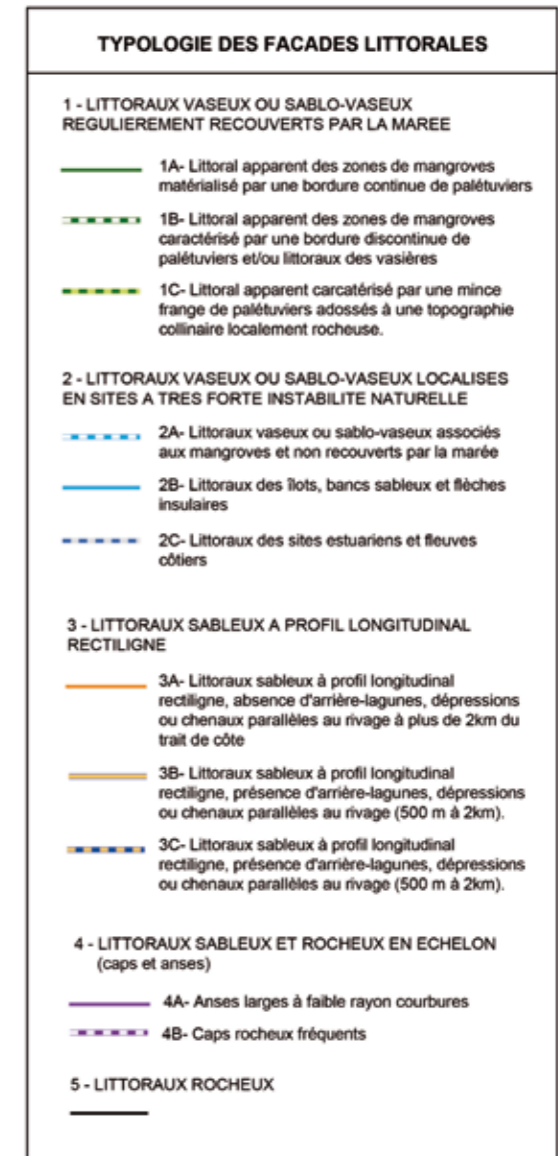 TYPOLOGIE DES FACADES LITTORALES
1 - LITTORAUX VASEUX OU SABLO-VASEUX
REGULIEREMENT RECOUVERTS PAR LA MAREE
1A- Littoral apparent des zones de mangroves
matérialisé par une bordure continue de palétuviers
1B- Littoral apparent des zones de mangroves
caractérisé par une bordure discontinue de
palétuviers et/ou littoraux des vasières
1C- Littoral apparent carcatérisé par une mince
frange de palétuviers adossés à une topographie
collinaire localement rocheuse.
2 - LITTORAUX VASEUX OU SABLO-VASEUX LOCALISES
EN SITES A TRES FORTE INSTABILITE NATURELLE
2A- Littoraux vaseux ou sablo-vaseux associés
aux mangroves et non recouverts par la marée
2B- Littoraux des îlots, bancs sableux et flèches
insulaires
2C- Littoraux des sites estuariens et fleuves
côtiers
3 - LITTORAUX SABLEUX A PROFIL LONGITUDINAL
RECTILIGNE
3A- Littoraux sableux à profil longitudinal
rectiligne, absence d'arrière-lagunes, dépressions
ou chenaux parallèles au rivage à plus de 2km du
trait de côte
3B- Littoraux sableux à profil longitudinal
rectiligne, présence d'arrière-lagunes, dépressions
ou chenaux parallèles au rivage (500 m à 2km).
3C- Littoraux sableux à profil longitudinal
rectiligne, présence d'arrière-lagunes, dépressions
ou chenaux parallèles au rivage (500 m à 2km).
4 - LITTORAUX SABLEUX ET ROCHEUX EN ECHELON
(caps et anses)
4A- Anses larges à faible rayon courbures
4B- Caps rocheux fréquents
5 - LITTORAUX ROCHEUX